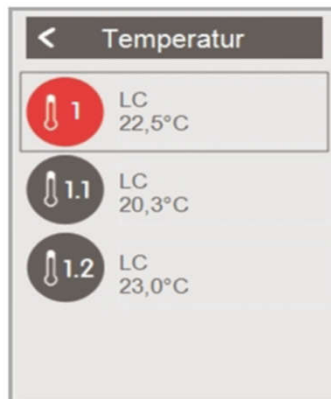 < Temperatur
1 LC
22,5°C
1.1 LC
20,3°C
1.2 LC
23,0°C